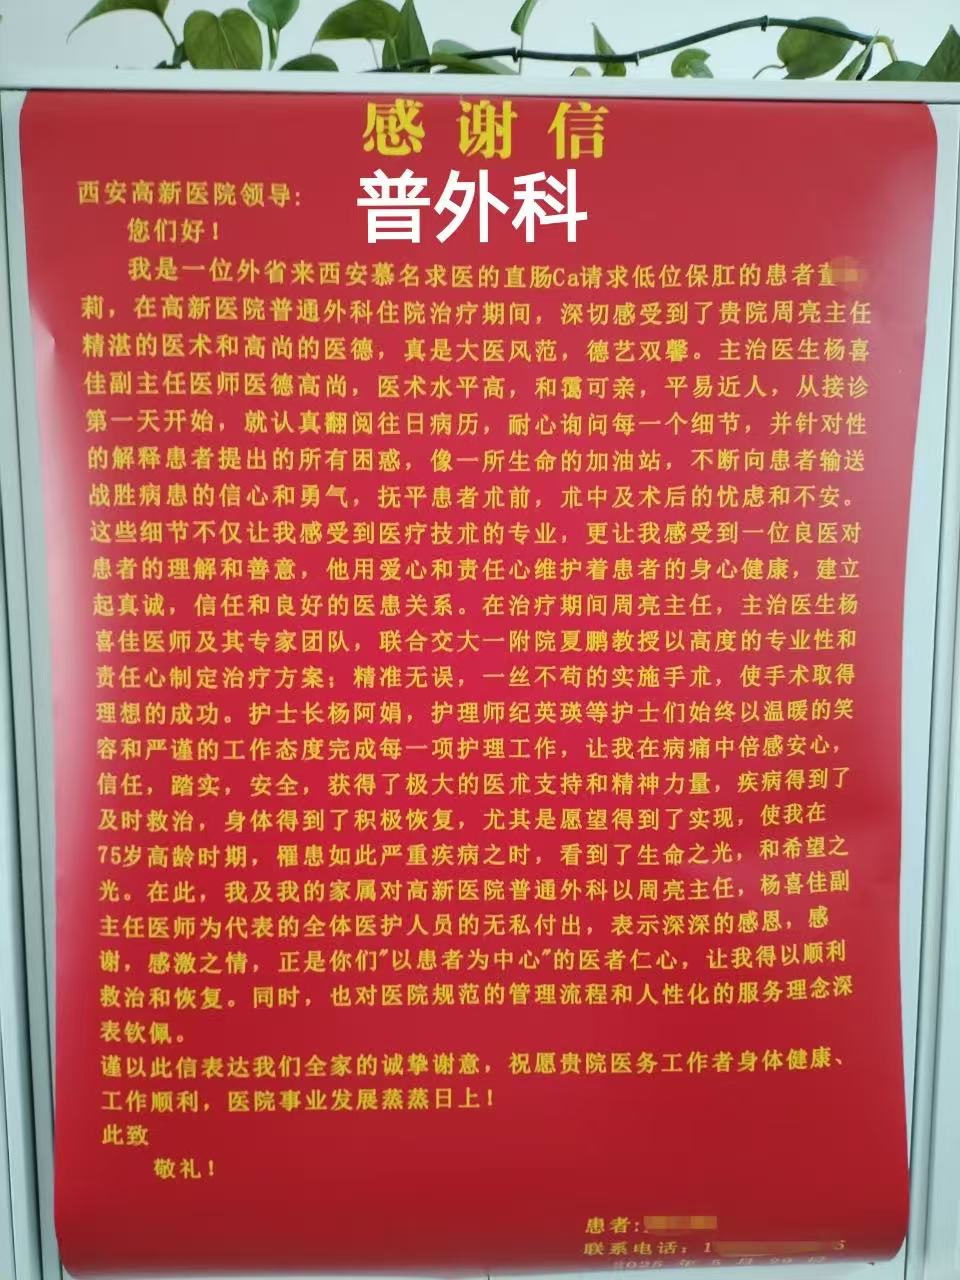 感谢信
普外科
西安高新医院领导:
您们好!
我是一位外省来西安慕名求医的直肠Ca请求低位保肛的患者
莉,在高新医院普通外科住院治疗期间,深切感受到了贵院周亮主任
精湛的医术和高尚的医德,真是大医风范,德艺双馨。主治医生杨喜
佳副主任医师医德高尚,医术水平高,和霭可亲,平易近人,从接诊
第一天开始,就认真翻阅往日病历,耐心询问每一个细节,并针对性
的解释患者提出的所有困惑,像一所生命的加油站,不断向患者输送
战胜病患的信心和勇气,抚平患者术前,术中及术后的忧虑和不安。
这些细节不仅让我感受到医疗技术的专业,更让我感受到一位良医对
患者的理解和善意,他用爱心和责任心维护着患者的身心健康,建立
起真诚,信任和良好的医患关系。在治疗期间周亮主任,主治医生杨
喜佳医师及其专家团队,联合交大一附院夏鹏教授以高度的专业性和
责任心制定治疗方案;精准无误,一丝不苟的实施手术,使手术取得
理想的成功。护士长杨阿娟,护理师纪英瑛等护士们始终以温暖的笑
容和严谨的工作态度完成每一项护理工作,让我在病痛中倍感安心,
信任,踏实,安全,获得了极大的医术支持和精神力量,疾病得到了
及时救治,身体得到了积极恢复,尤其是愿望得到了实现,使我在
75岁高龄时期,罹患如此严重疾病之时,看到了生命之光,和希望之
光。在此,我及我的家属对高新医院普通外科以周亮主任,杨喜佳副
主任医师为代表的全体医护人员的无私付出,表示深深的感恩,感
谢,感激之情,正是你们"以患者为中心"的医者仁心,让我得以顺利
救治和恢复。同时,也对医院规范的管理流程和人性化的服务理念深
表钦佩。
谨以此信表达我们全家的诚挚谢意,祝愿贵院医务工作者身体健康、
工作顺利,医院事业发展蒸蒸日上!
此致
敬礼!
患者:
联系电话:1 5
2025 年 5 月 29 日